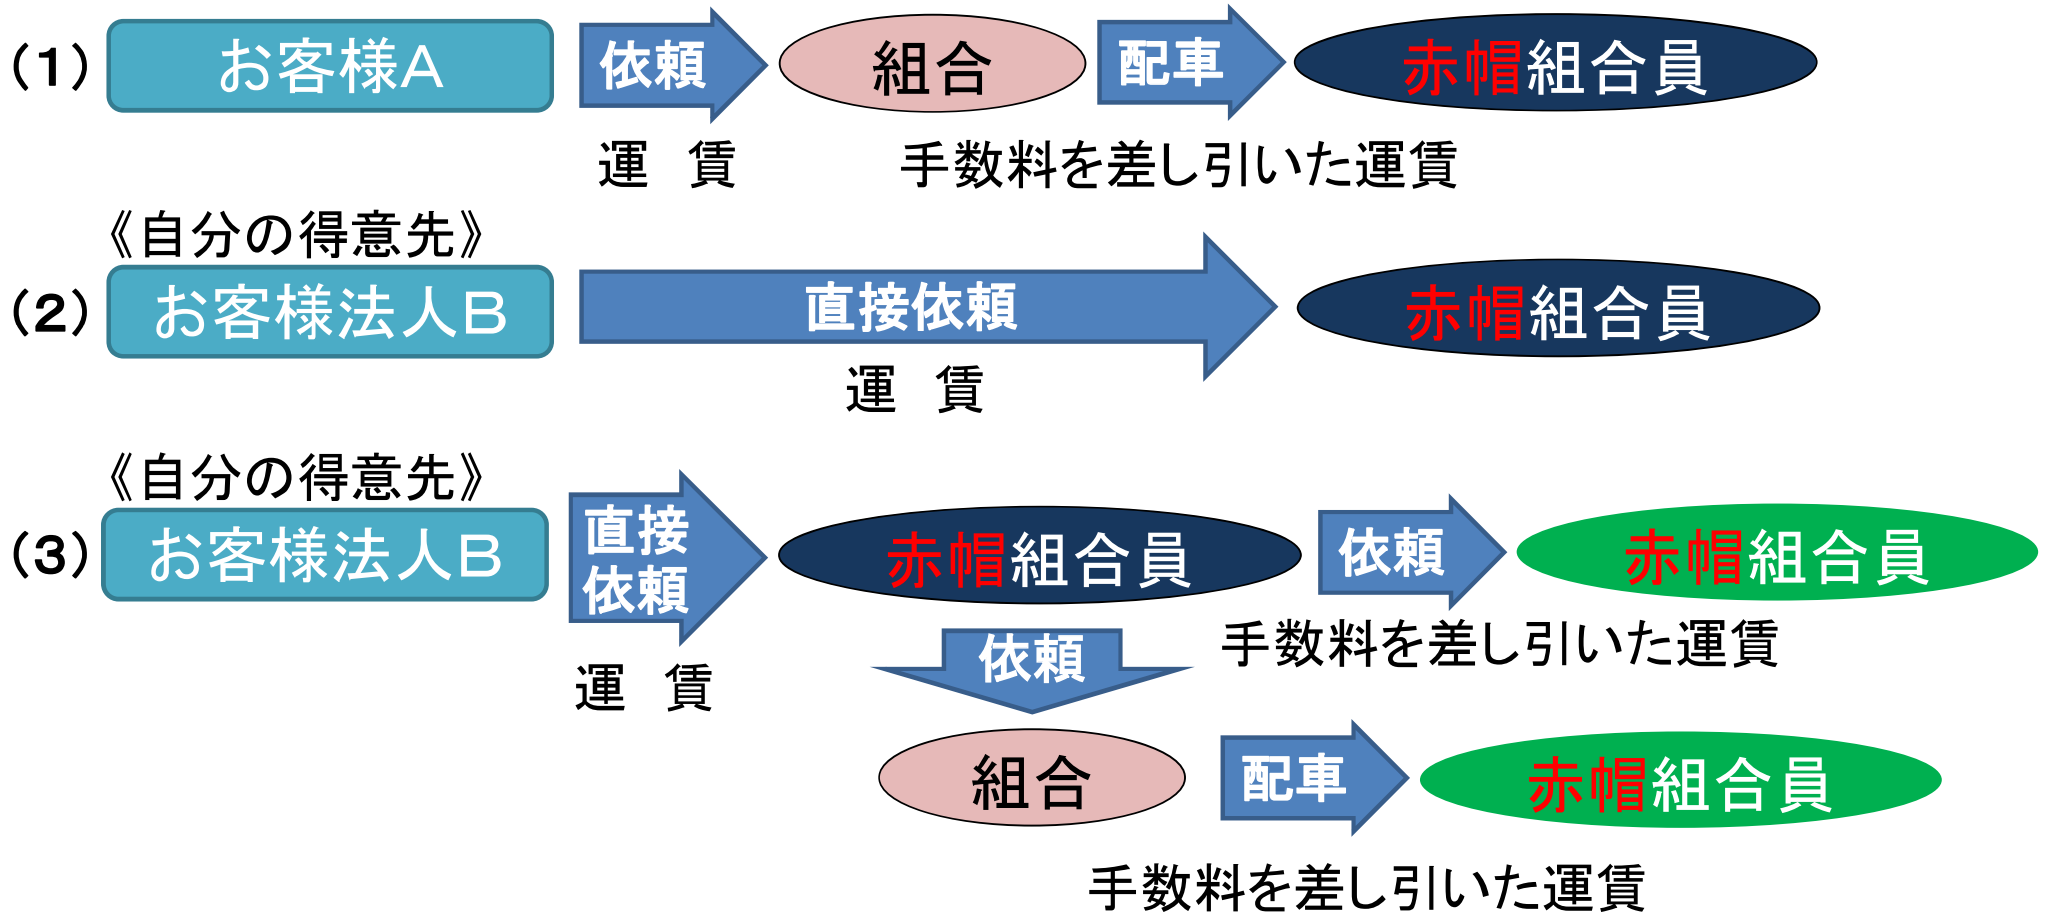 （１） お客様Ａ 依頼 組合 配車 赤帽組合員
運　賃 手数料を差し引いた運賃
《自分の得意先》
（２） お客様法人Ｂ 直接依頼 赤帽組合員
運　賃
《自分の得意先》
（３） お客様法人Ｂ 直接 赤帽組合員 依頼 赤帽組合員
依頼
手数料を差し引いた運賃
運　賃 依頼
組合 配車 赤帽組合員
手数料を差し引いた運賃